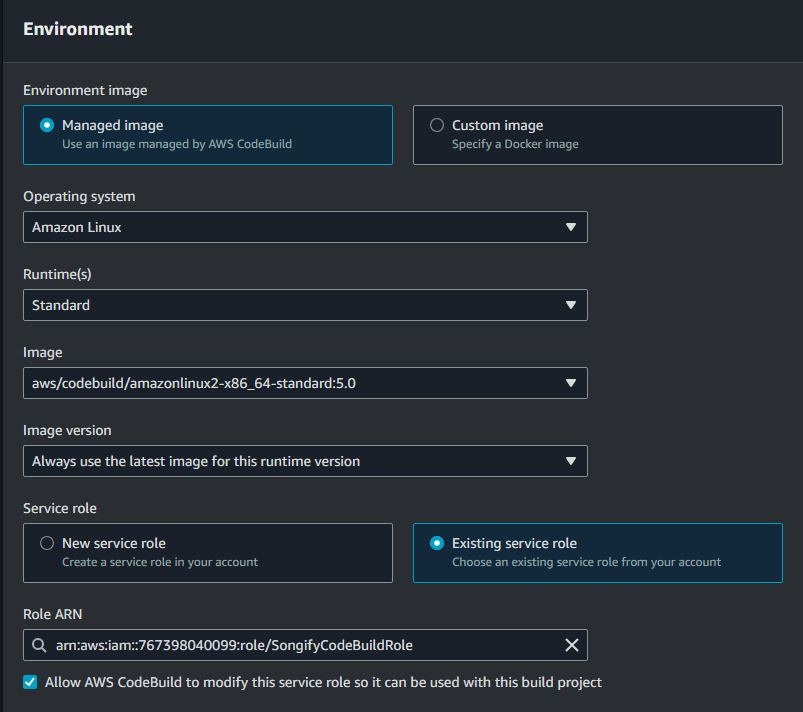 Environment
Environment image
Managed image
Use an image managed by AWS CodeBuild
Custom image
Specify a Docker image
Operating system
Amazon Linux
Runtime(s)
Standard
Image
aws/codebuild/amazonlinux2-x86_64-standard:5.0
Image version
Always use the latest image for this runtime version
Service role
New service role
Create a service role in your account
Existing service role
Choose an existing service role from your account
Role ARN
arn:aws:iam::767398040099:role/SongifyCodeBuildRole
Allow AWS CodeBuild to modify this service role so it can be used with this build project